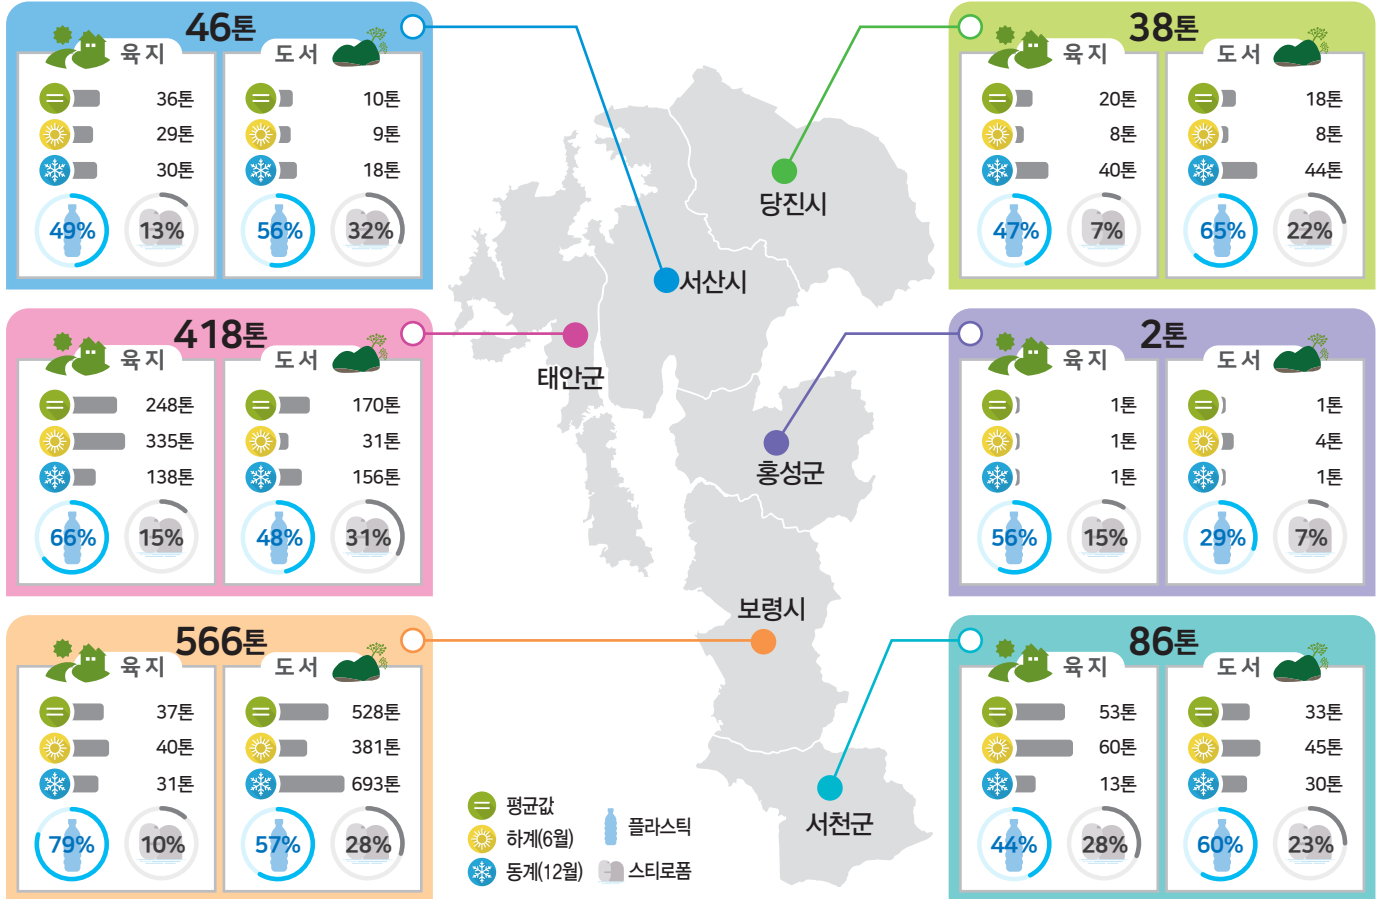 46톤
육지
36톤
29톤
30톤
49%
13%
도서
10톤
9톤
18톤
56%
32%
38톤
육지
20톤
8톤
40톤
47%
7%
도서
18톤
8톤
44톤
65%
22%
당진시
서산시
태안군
홍성군
보령시
서천군
418톤
육지
248톤
335톤
138톤
66%
15%
도서
170톤
31톤
156톤
48%
31%
2톤
육지
1톤
1톤
1톤
56%
15%
도서
1톤
4톤
1톤
29%
7%
566톤
육지
37톤
40톤
31톤
79%
10%
도서
528톤
381톤
693톤
57%
28%
86톤
육지
53톤
60톤
13톤
44%
28%
도서
33톤
45톤
30톤
60%
23%
평균값
하계(6월)
동계(12월)
플라스틱
스티로폼